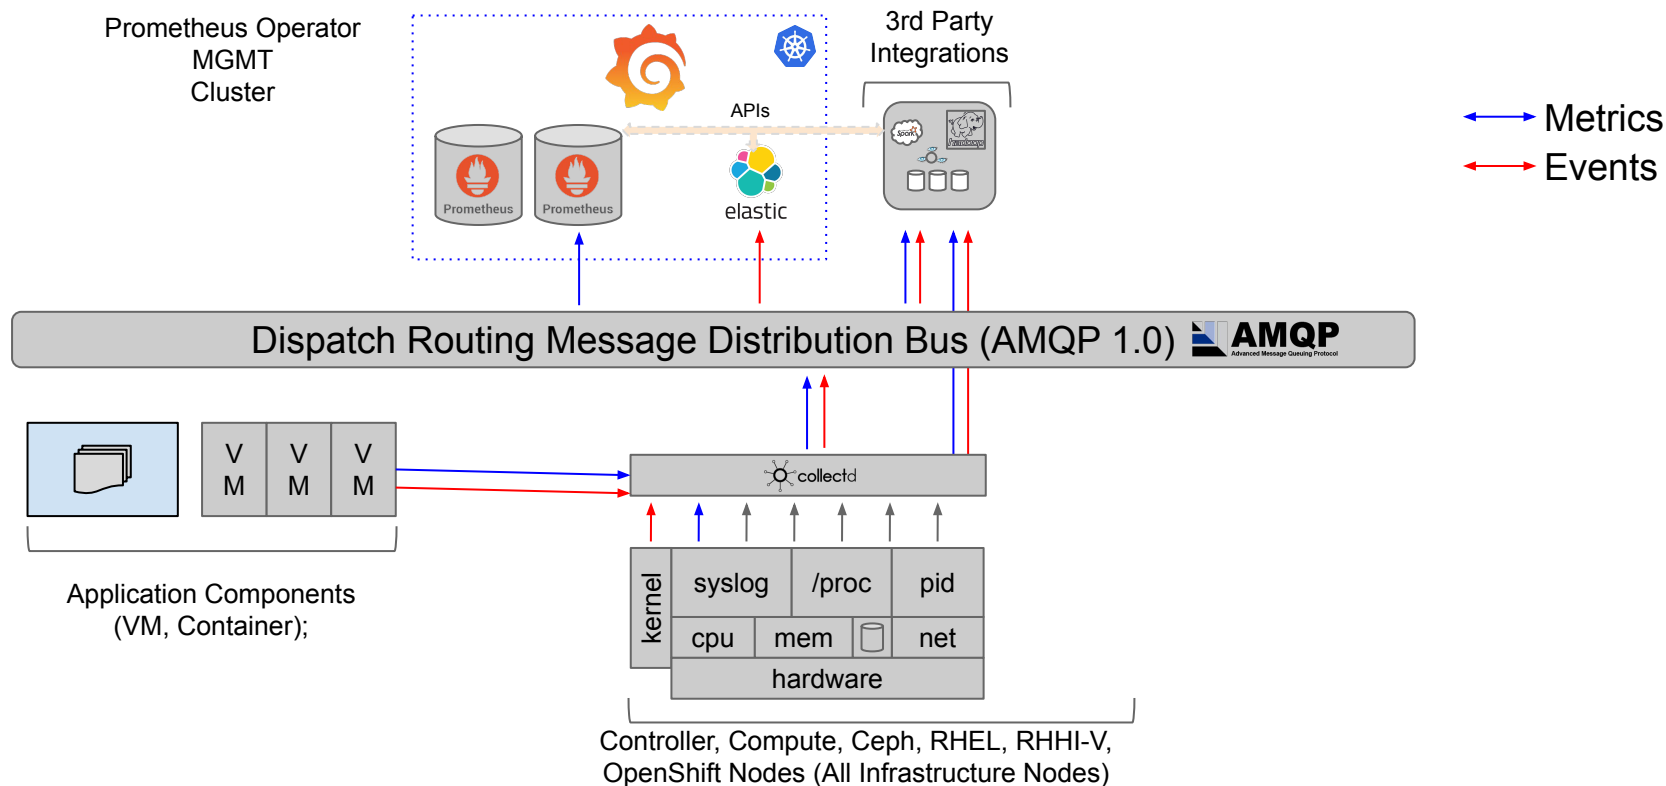 Prometheus Operator
MGMT
Cluster
3rd Party
Integrations
APIs
Spark
hadoop
Metrics
Events
Prometheus
Prometheus
elastic
Dispatch Routing Message Distribution Bus (AMQP 1.0)
AMQP
Advanced Message Queuing Protocol
V
M
V
M
V
M
collectd
kernel
syslog
/proc
pid
cpu
mem
net
hardware
Application Components
(VM, Container);
Controller, Compute, Ceph, RHEL, RHHI-V,
OpenShift Nodes (All Infrastructure Nodes)